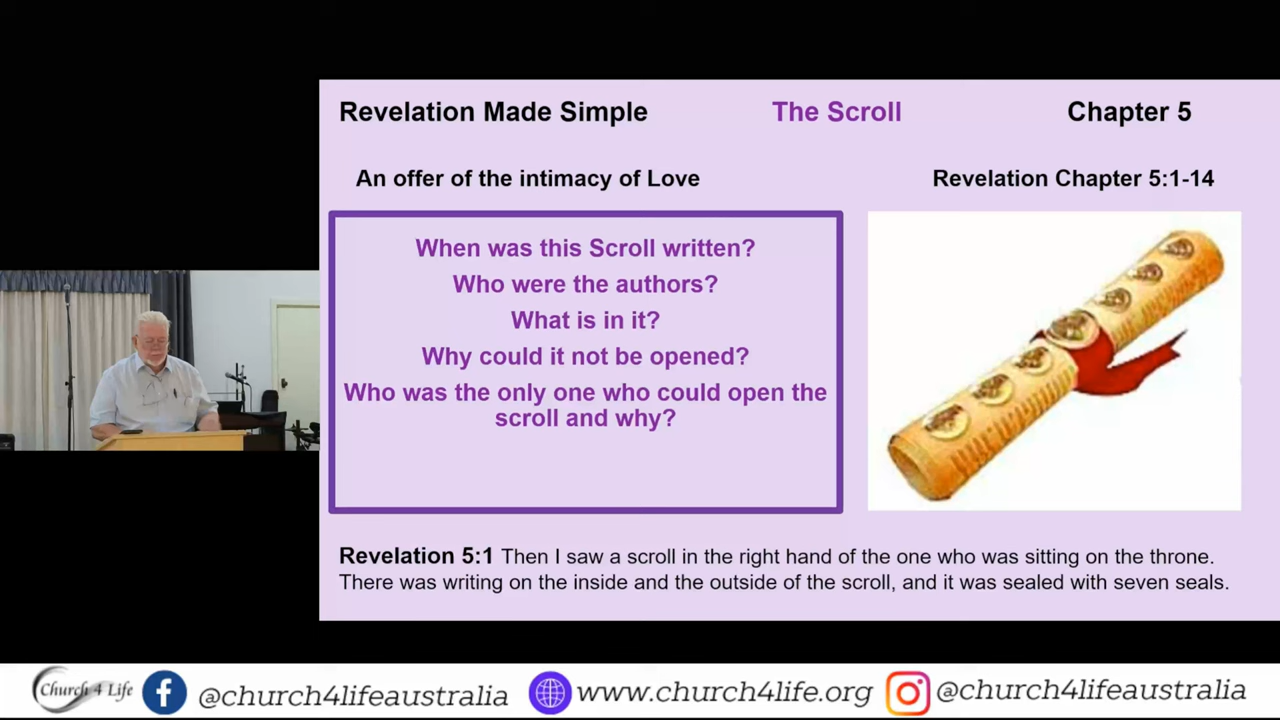 Revelation Made Simple The Scroll Chapter 5
An offer of the intimacy of Love Revelation Chapter 5:1-14
When was this Scroll written?
Who were the authors?
What is in it?
Why could it not be opened?
Who was the only one who could open the
scroll and why?
Revelation 5:1 Then I saw a scroll in the right hand of the one who was sitting on the throne.
There was writing on the inside and the outside of the scroll, and it was sealed with seven seals.
Church 4 Life @church4lifeaustralia www.church4life.org @church4lifeaustralia